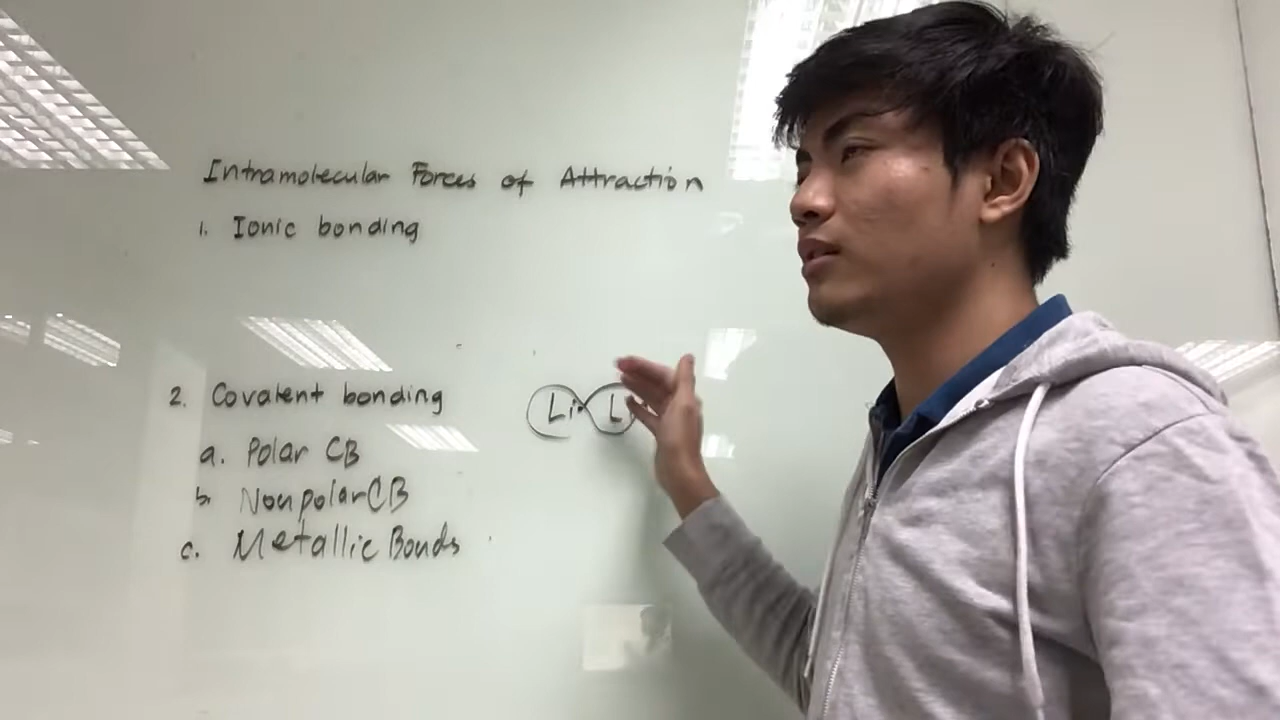 Intramolecular Forces of Attraction
1. Ionic bonding
2. Covalent bonding
Li L
a. Polar CB
b. Nonpolar CB
c. Metallic Bonds